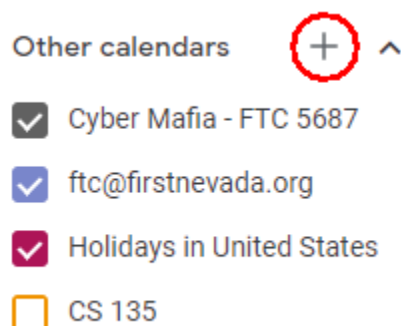 Other calendars
Cyber Mafia - FTC 5687
ftc@firstnevada.org
Holidays in United States
CS 135